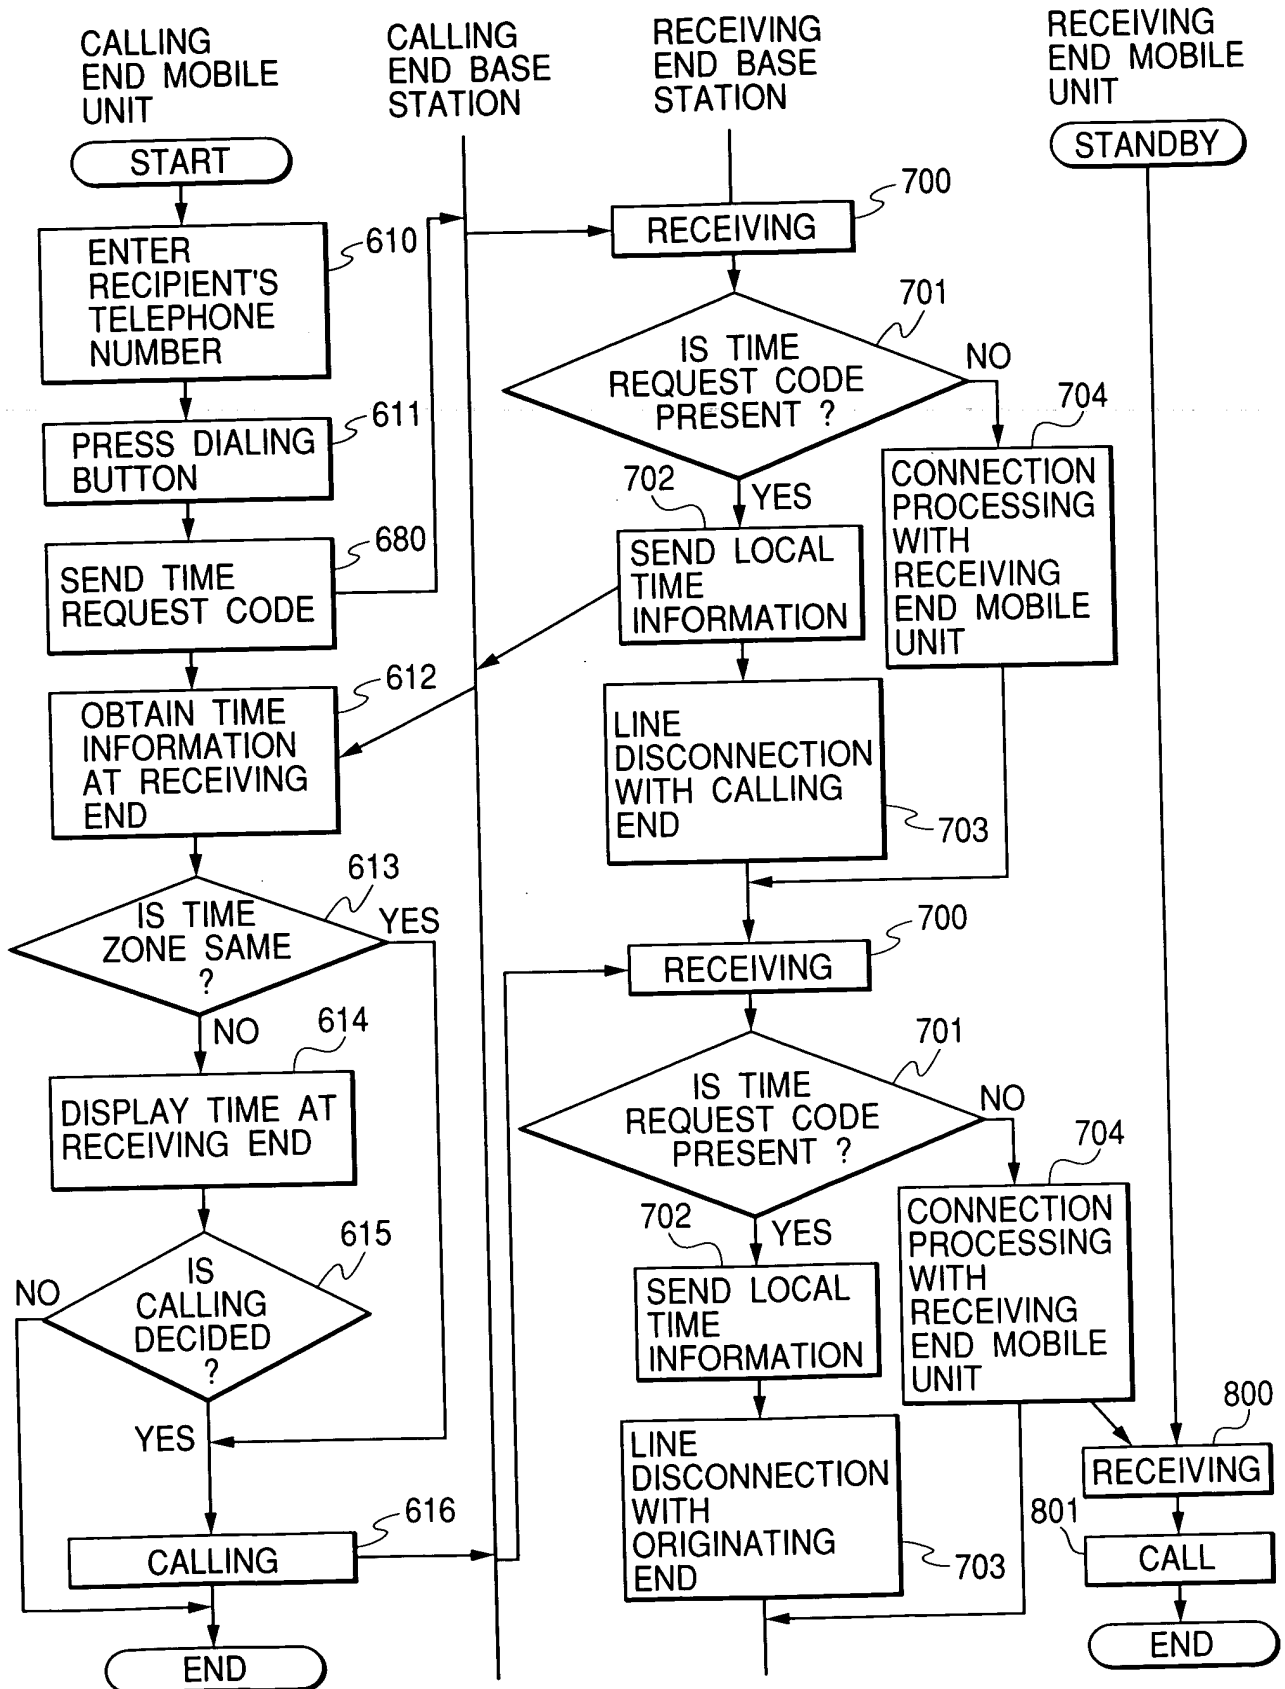 CALLING
END MOBILE
UNIT
CALLING
END BASE
STATION
RECEIVING
END BASE
STATION
RECEIVING
END MOBILE
UNIT
START
STANDBY
ENTER
RECIPIENT'S
TELEPHONE
NUMBER
610
PRESS DIALING
BUTTON
611
SEND TIME
REQUEST CODE
680
OBTAIN TIME
INFORMATION
AT RECEIVING
END
612
IS TIME
ZONE SAME
?
613
YES
NO
DISPLAY TIME AT
RECEIVING END
614
IS
CALLING
DECIDED
?
615
NO
YES
CALLING
616
END
RECEIVING
700
IS TIME
REQUEST CODE
PRESENT ?
701
NO
YES
702
SEND LOCAL
TIME
INFORMATION
704
CONNECTION
PROCESSING
WITH
RECEIVING
END MOBILE
UNIT
LINE
DISCONNECTION
WITH CALLING
END
703
RECEIVING
700
IS TIME
REQUEST CODE
PRESENT ?
701
NO
YES
702
SEND LOCAL
TIME
INFORMATION
704
CONNECTION
PROCESSING
WITH
RECEIVING
END MOBILE
UNIT
LINE
DISCONNECTION
WITH
ORIGINATING
END
703
800
RECEIVING
801
CALL
END